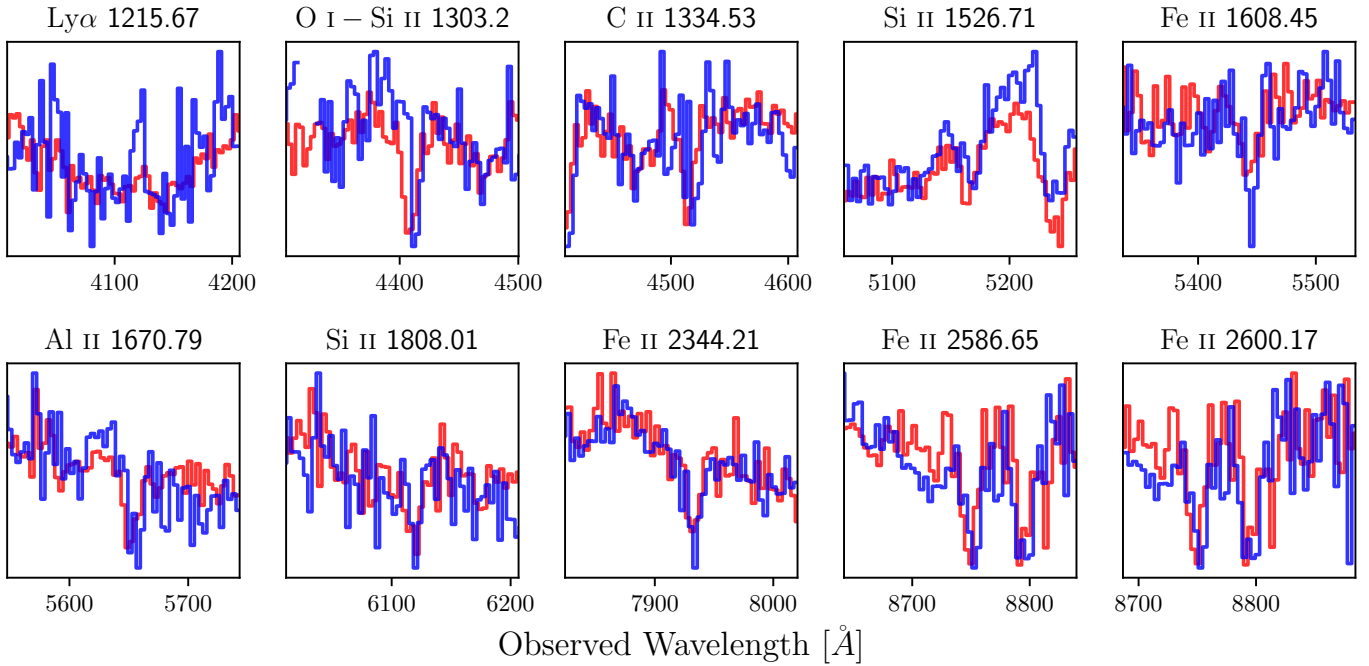 Lyα 1215.67
O I – Si II 1303.2
C II 1334.53
Si II 1526.71
Fe II 1608.45
4100 4200
4400 4500
4500 4600
5100 5200
5400 5500
Al II 1670.79
Si II 1808.01
Fe II 2344.21
Fe II 2586.65
Fe II 2600.17
5600 5700
6100 6200
7900 8000
8700 8800
8700 8800
Observed Wavelength [Å]